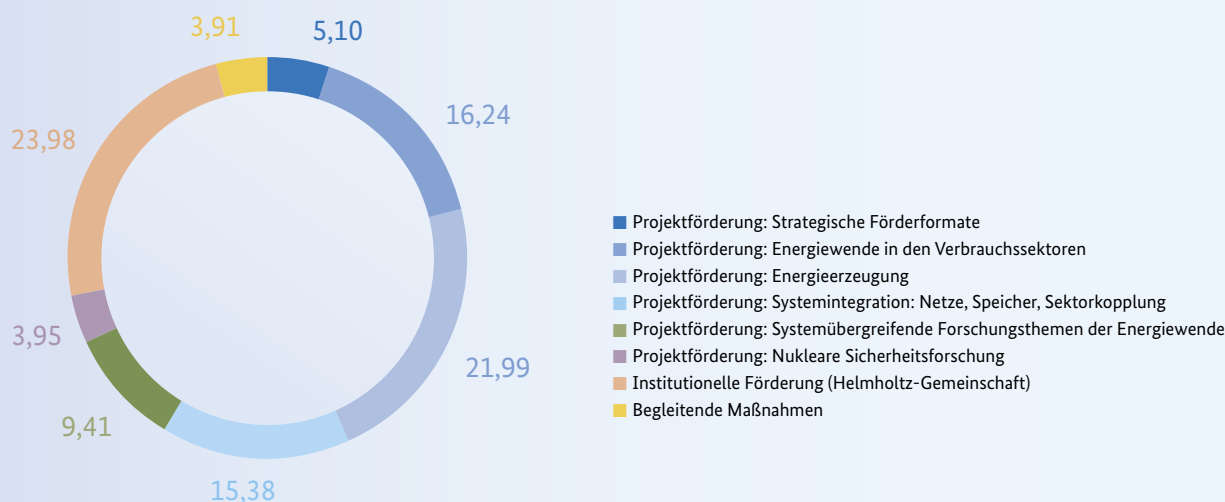 3,91
5,10
16,24
23,98
21,99
3,95
9,41
15,38
Projektförderung: Strategische Förderformate
Projektförderung: Energiewende in den Verbrauchssektoren
Projektförderung: Energieerzeugung
Projektförderung: Systemintegration: Netze, Speicher, Sektorkopplung
Projektförderung: Systemübergreifende Forschungsthemen der Energiewende
Projektförderung: Nukleare Sicherheitsforschung
Institutionelle Förderung (Helmholtz-Gemeinschaft)
Begleitende Maßnahmen